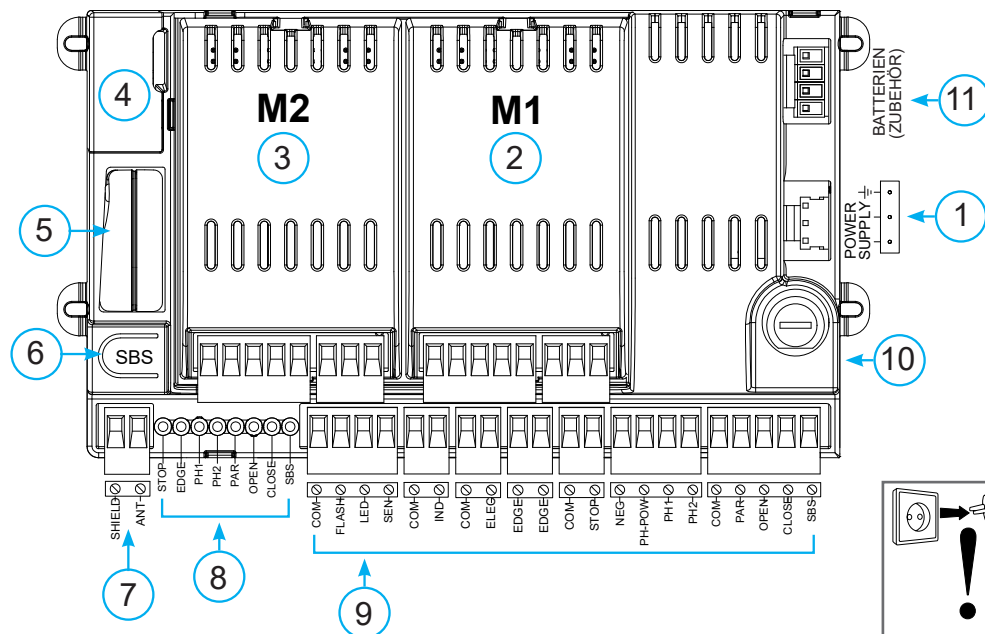 M2
M1
4
3
2
BATTERIEN
(ZUBEHÖR)
11
5
POWER
SUPPLY
1
6
SBS
10
STOP
EDGE
PH1
PH2
PAR
OPEN
CLOSE
SBS
SHIELD
ANT
COM
FLASH
LED
SEN
COM
IND
COM
ELEG
EDGE
EDGE
COM
STOP
NEG
PH-POW
PH1
PH2
COM
PAR
OPEN
CLOSE
SBS
7
8
9
!